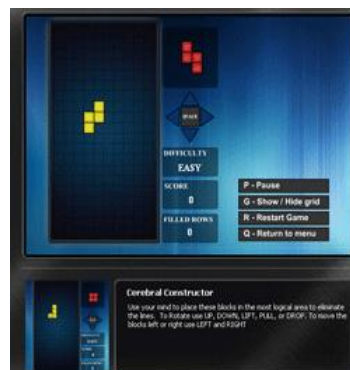 DIFFICULTY
EASY
SCORE
0
FILLED ROWS
0
P - Pause
G - Show / Hide grid
R - Restart Game
Q - Return to menu
Cerebral Constructor
Use your mind to place these blocks in the most logical area to eliminate
the lines. To Rotate use UP, DOWN, LEFT, PULL, or DROP. To move the
blocks left or right use LEFT and RIGHT